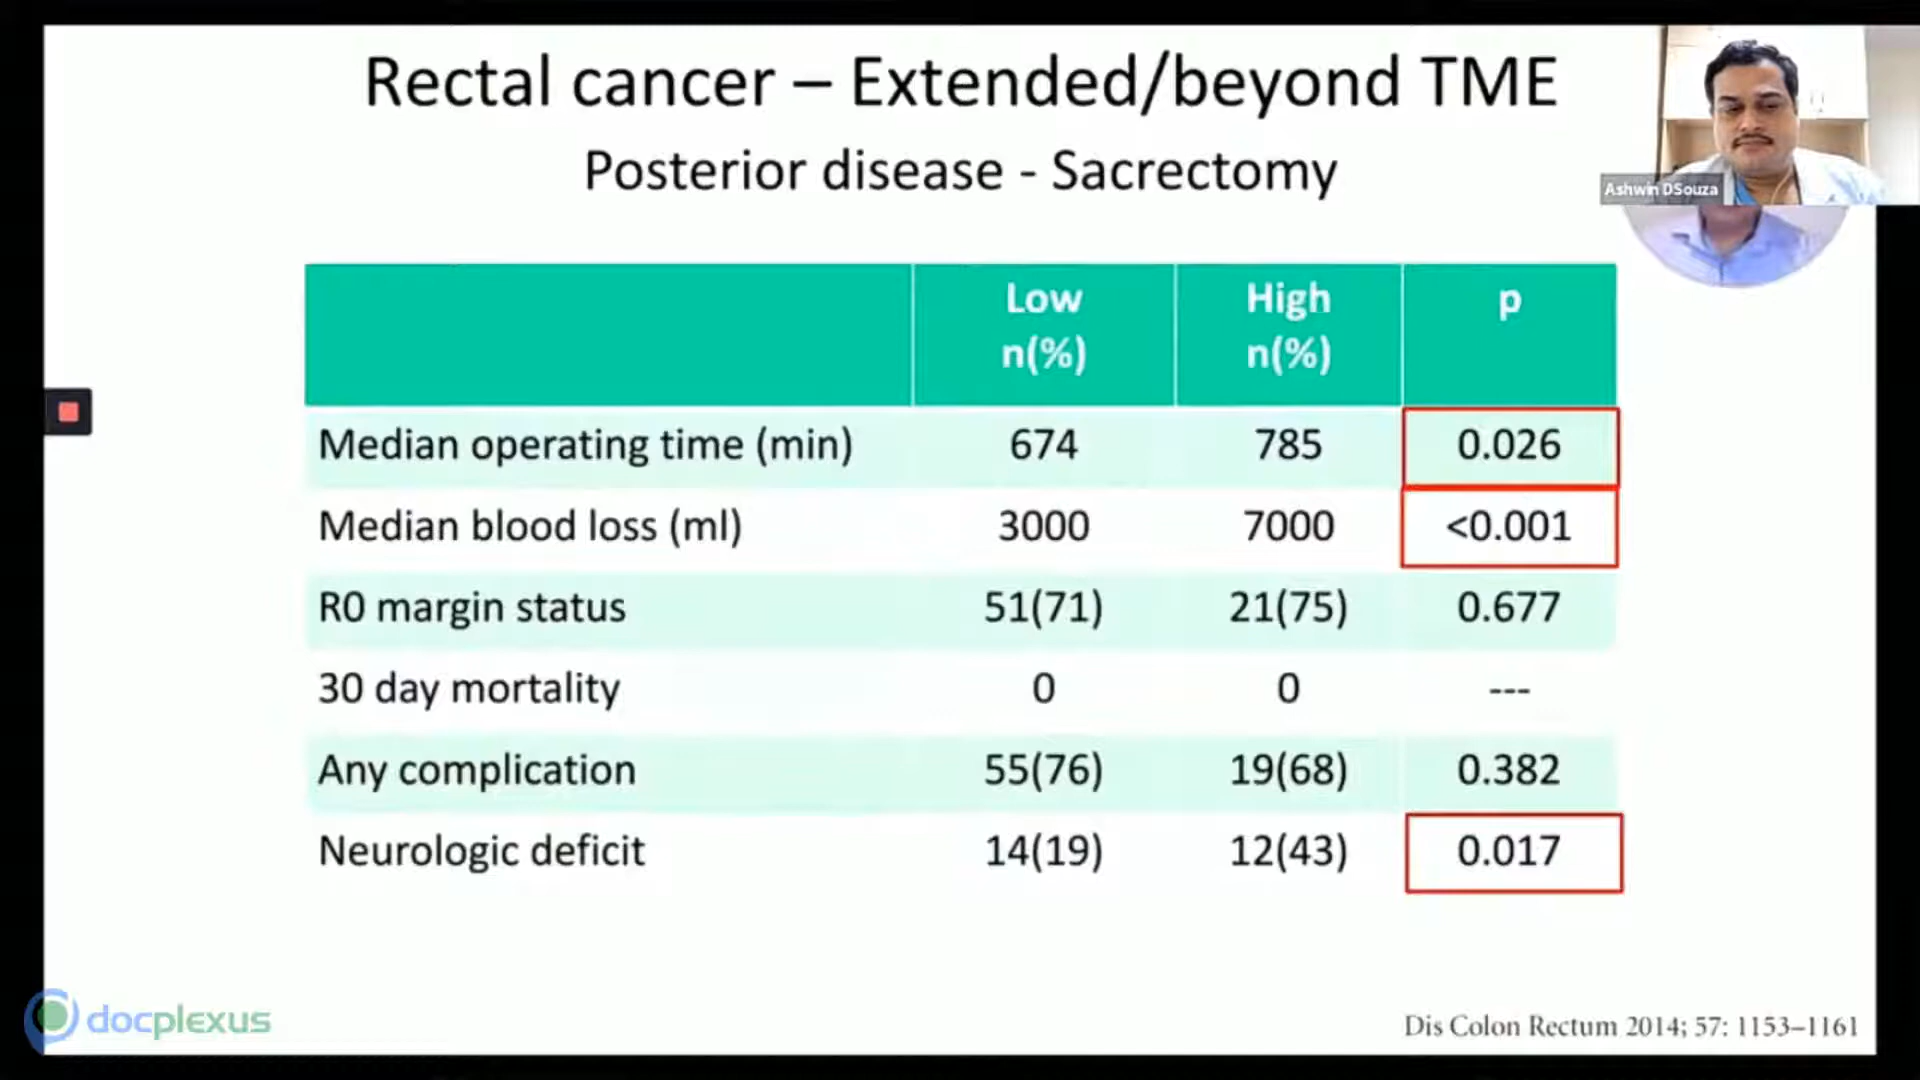 Rectal cancer – Extended/beyond TME
Posterior disease - Sacrectomy
Ashwin DSouza
Low n(%) High n(%) p
Median operating time (min) 674 785 0.026
Median blood loss (ml) 3000 7000 <0.001
R0 margin status 51(71) 21(75) 0.677
30 day mortality 0 0 ---
Any complication 55(76) 19(68) 0.382
Neurologic deficit 14(19) 12(43) 0.017
docplexus
Dis Colon Rectum 2014; 57: 1153–1161